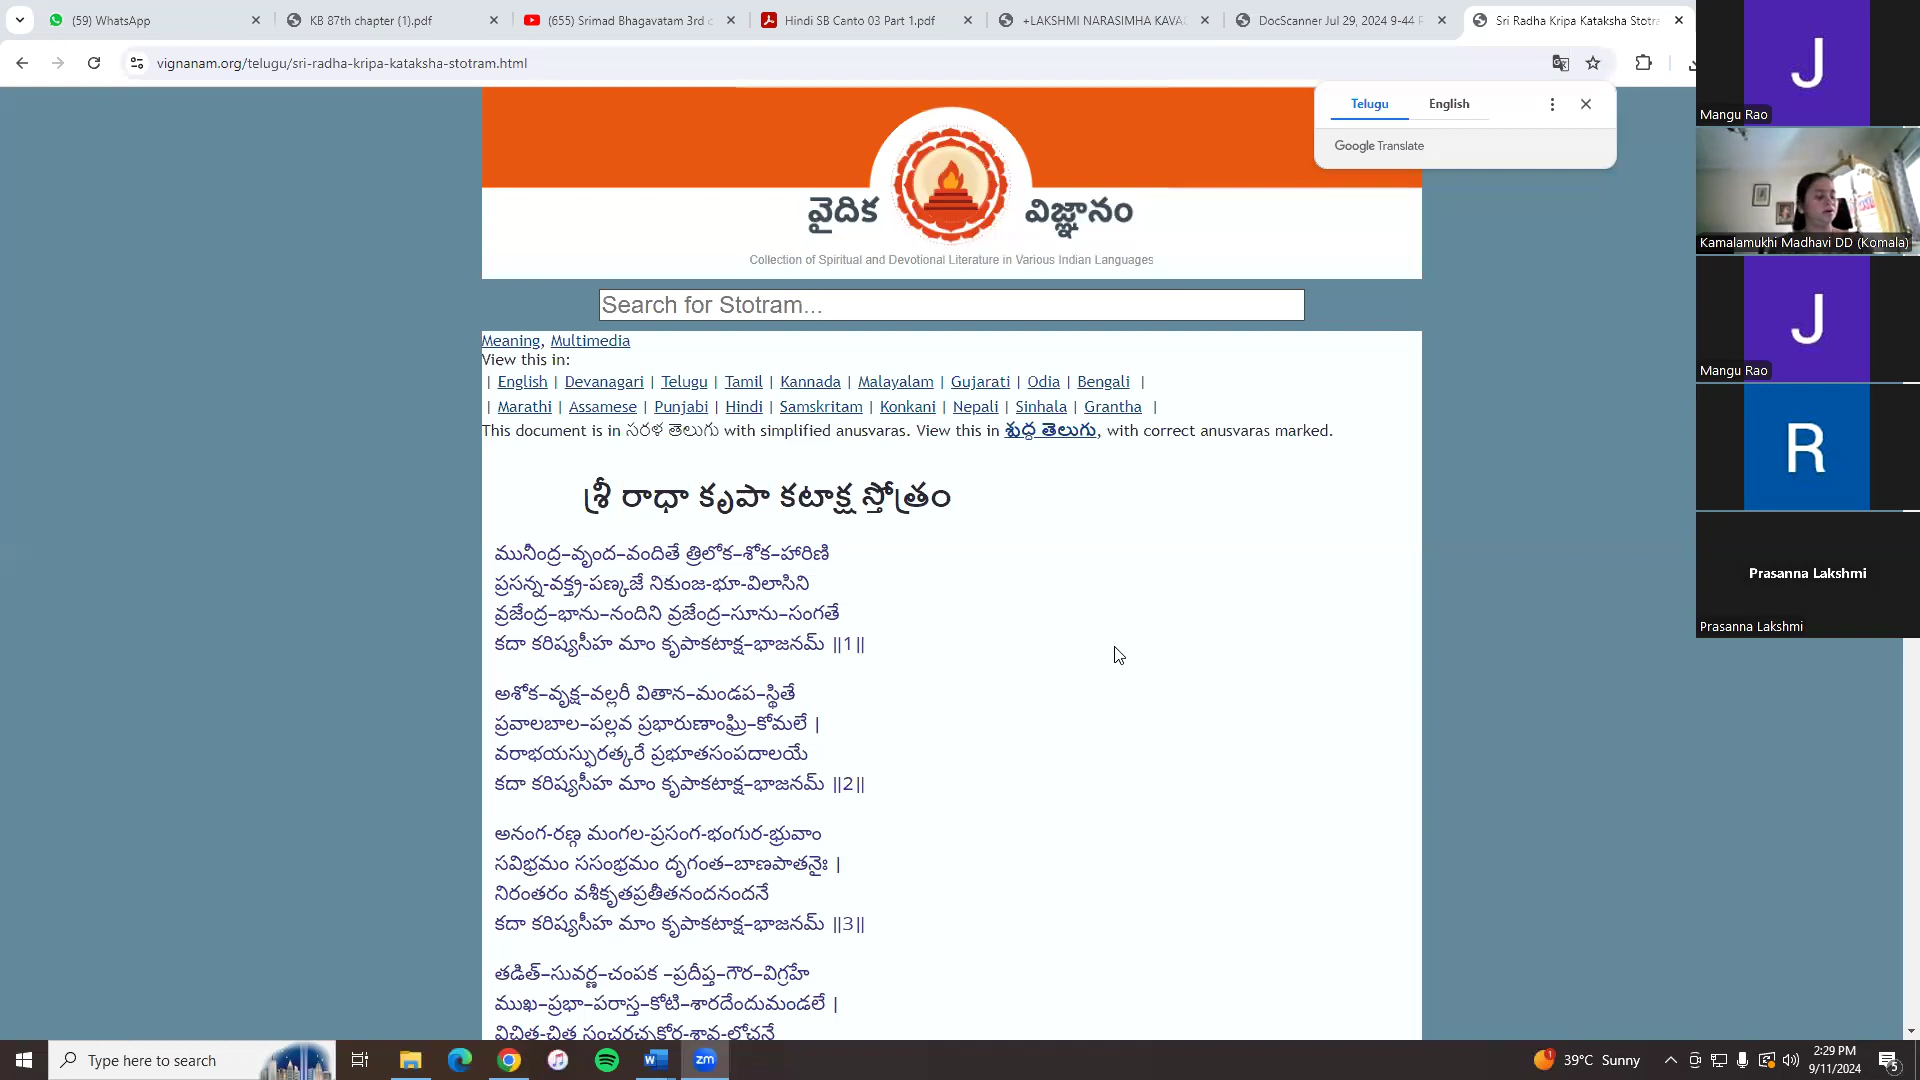 (59) WhatsApp
KB 87th chapter (1).pdf
(655) Srimad Bhagavatam 3rd c
Hindi SB Canto 03 Part 1.pdf
+LAKSHMI NARASIMHA KAVAC
DocScanner Jul 29, 2024 9-44 P
Sri Radha Kripa Kataksha Stotra
vignanam.org/telugu/sri-radha-kripa-kataksha-stotram.html
Telugu English
Google Translate
వైదిక విజ్ఞానం
Collection of Spiritual and Devotional Literature in Various Indian Languages
Search for Stotram...
Meaning, Multimedia
View this in:
| English | Devanagari | Telugu | Tamil | Kannada | Malayalam | Gujarati | Odia | Bengali |
| Marathi | Assamese | Punjabi | Hindi | Samskritam | Konkani | Nepali | Sinhala | Grantha |
This document is in సరళ తెలుగు with simplified anusvaras. View this in శుద్ధ తెలుగు, with correct anusvaras marked.
శ్రీ రాధా కృపా కటాక్ష స్తోత్రం
మునీంద్ర–వృంద–వందితే త్రిలోక–శోక–హారిణి
ప్రసన్న-వక్త్ర-పణ్కజే నికుంజ-భూ-విలాసిని
వ్రజేంద్ర–భాను–నందిని వ్రజేంద్ర–సూను–సంగతే
కదా కరిష్యసీహ మాం కృపాకటాక్ష–భాజనమ్ ||1||
అశోక–వృక్ష–వల్లరీ వితాన–మండప–స్థితే
ప్రవాలబాల–పల్లవ ప్రభారుణాంఘ్రి–కోమలే |
వరాభయస్ఫురత్కరే ప్రభూతసంపదాలయే
కదా కరిష్యసీహ మాం కృపాకటాక్ష–భాజనమ్ ||2||
అనంగ-రణ్గ మంగల-ప్రసంగ-భంగుర-భ్రువాం
సవిభ్రమం ససంభ్రమం దృగంత–బాణపాతనైః |
నిరంతరం వశీకృతప్రతీతనందనందనే
కదా కరిష్యసీహ మాం కృపాకటాక్ష–భాజనమ్ ||3||
తడిత్–సువర్ణ–చంపక –ప్రదీప్త–గౌర–విగ్రహే
ముఖ–ప్రభా–పరాస్త–కోటి–శారదేందుమండలే |
విచిత్ర-చిత్ర సంచరచ్చకోర-శావ-లోచనే
J
Mangu Rao
Kamalamukhi Madhavi DD (Komala)
J
Mangu Rao
R
Prasanna Lakshmi
Prasanna Lakshmi
Type here to search
39°C Sunny
2:29 PM
9/11/2024
5